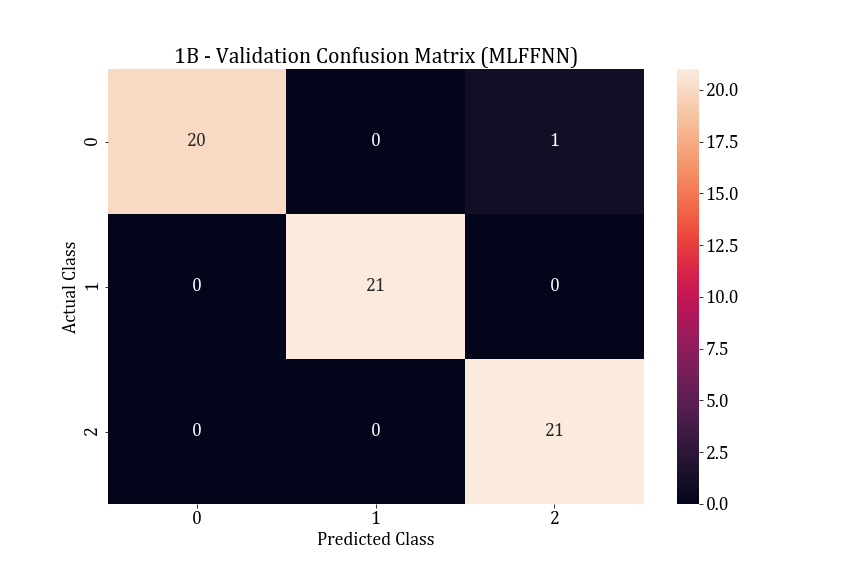 1B - Validation Confusion Matrix (MLFFNN)
Actual Class
0
20 0 1
1
0 21 0
2
0 0 21
0 1 2
Predicted Class
20.0
17.5
15.0
12.5
10.0
7.5
5.0
2.5
0.0